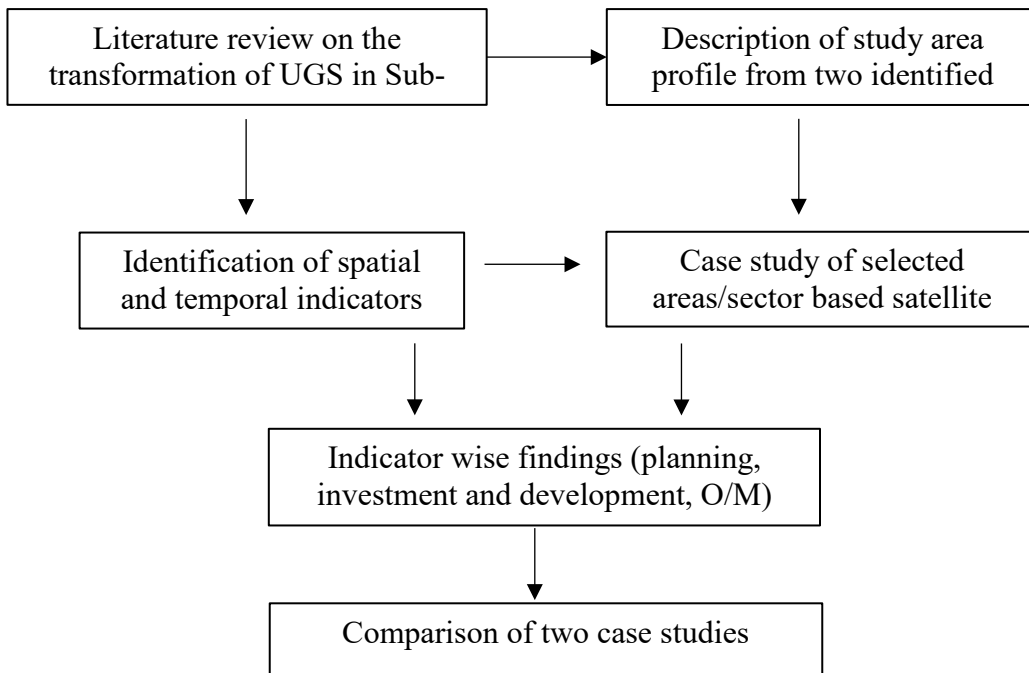 Literature review on the
transformation of UGS in Sub-
Description of study area
profile from two identified
Identification of spatial
and temporal indicators
Case study of selected
areas/sector based satellite
Indicator wise findings (planning,
investment and development, O/M)
Comparison of two case studies